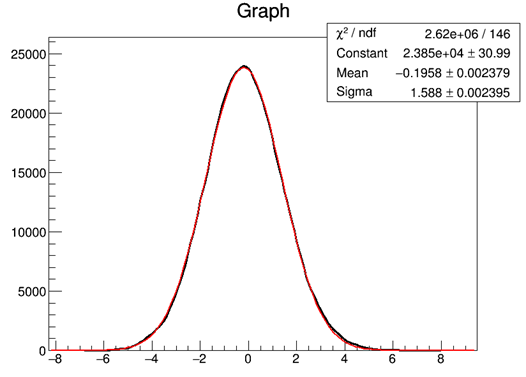 Graph
χ² / ndf 2.62e+06 / 146
Constant 2.385e+04 ± 30.99
Mean −0.1958 ± 0.002379
Sigma 1.588 ± 0.002395
25000
20000
15000
10000
5000
0
−8 −6 −4 −2 0 2 4 6 8